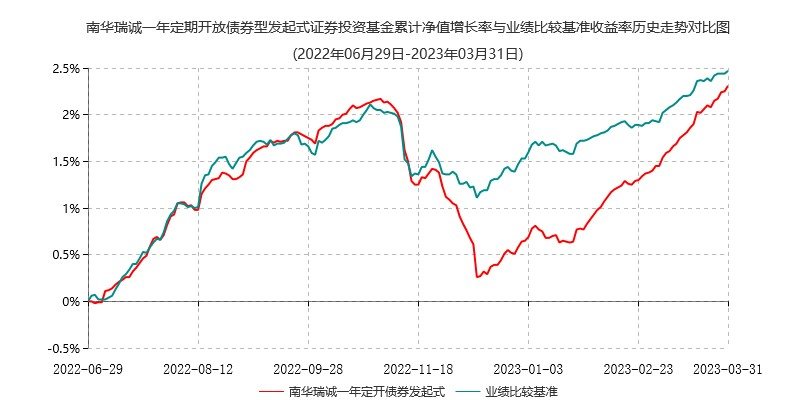 南华瑞诚一年定期开放债券型发起式证券投资基金累计净值增长率与业绩比较基准收益率历史走势对比图
(2022年06月29日-2023年03月31日)
2.5%
2%
1.5%
1%
0.5%
0%
-0.5%
2022-06-29 2022-08-12 2022-09-28 2022-11-18 2023-01-03 2023-02-23 2023-03-31
南华瑞诚一年定开债券发起式 业绩比较基准